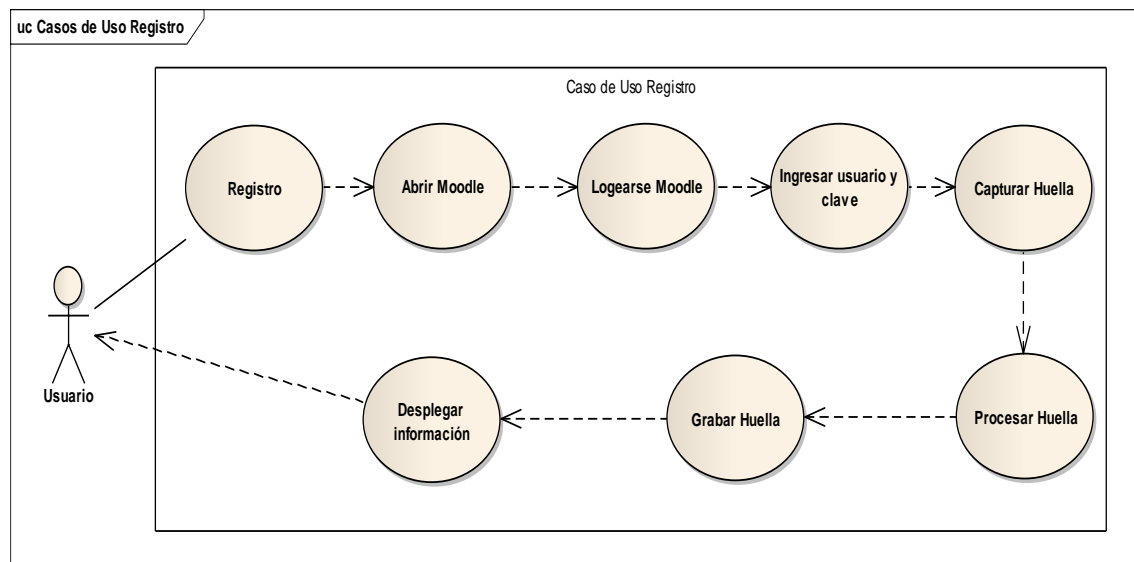 uc Casos de Uso Registro
Caso de Uso Registro
Registro
Abrir Moodle
Logearse Moodle
Ingresar usuario y
clave
Capturar Huella
Usuario
Desplegar
información
Grabar Huella
Procesar Huella